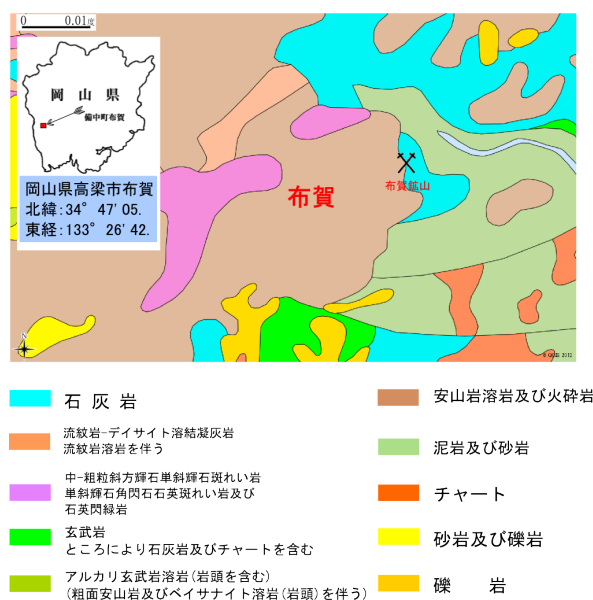 0 0.01度
岡 山 県
備中町布賀
岡山県高梁市布賀
北緯:34°47'05.
東経:133°26'42.
布賀
布賀鉱山
N
石 灰 岩
流紋岩-デイサイト溶結凝灰岩
流紋岩溶岩を伴う
中-粗粒斜方輝石単斜輝石斑れい岩
単斜輝石角閃石石英斑れい岩及び
石英閃緑岩
玄武岩
ところにより石灰岩及びチャートを含む
アルカリ玄武岩溶岩(岩頭を含む)
(粗面安山岩及びベイサナイト溶岩(岩頭)を伴う)
安山岩溶岩及び火砕岩
泥岩及び砂岩
チャート
砂岩及び礫岩
礫 岩